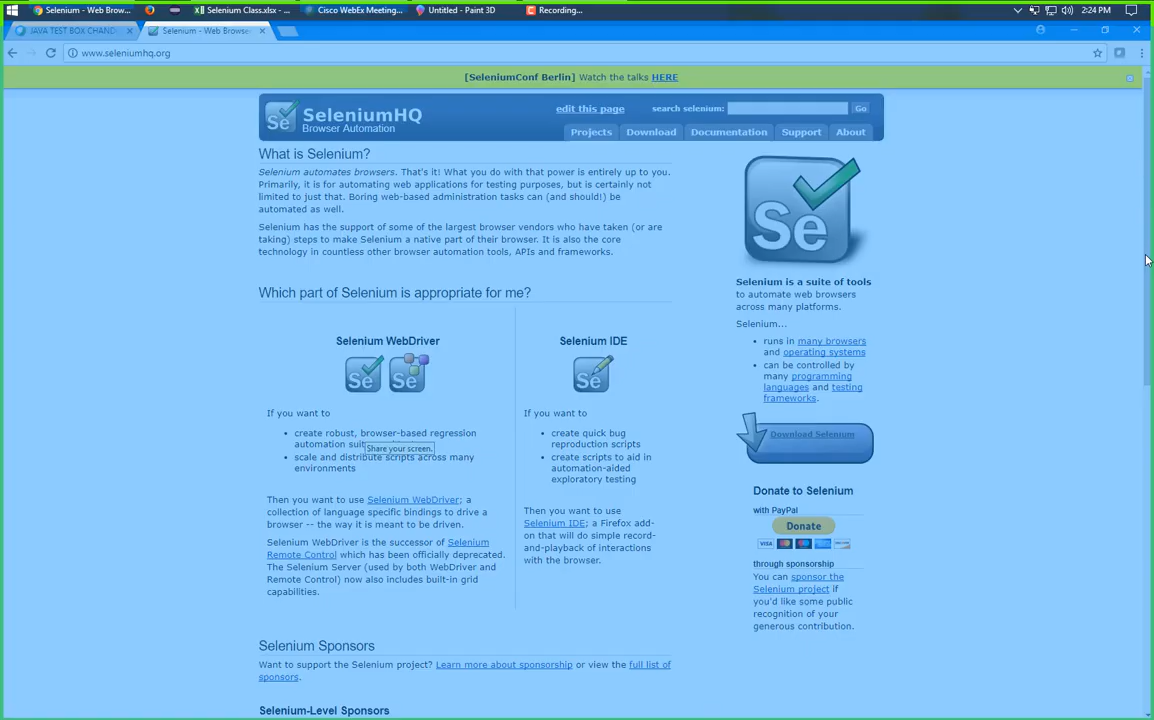 Selenium - Web Brow...
Selenium Class.xlsx - ...
Cisco WebEx Meeting...
Untitled - Paint 3D
Recording...
2:24 PM
JAVA TEST BOX CHAND
Selenium - Web Browse
www.seleniumhq.org
[SeleniumConf Berlin] Watch the talks HERE
SeleniumHQ
Browser Automation
edit this page
search selenium:
Go
Projects
Download
Documentation
Support
About
What is Selenium?
Selenium automates browsers. That's it! What you do with that power is entirely up to you.
Primarily, it is for automating web applications for testing purposes, but is certainly not
limited to just that. Boring web-based administration tasks can (and should!) be
automated as well.
Selenium has the support of some of the largest browser vendors who have taken (or are
taking) steps to make Selenium a native part of their browser. It is also the core
technology in countless other browser automation tools, APIs and frameworks.
Which part of Selenium is appropriate for me?
Selenium WebDriver
Se Se
If you want to
• create robust, browser-based regression
automation
Share your screen.
• scale and distribute scripts across many
environments
Then you want to use Selenium WebDriver; a
collection of language specific bindings to drive a
browser -- the way it is meant to be driven.
Selenium WebDriver is the successor of Selenium
Remote Control which has been officially deprecated.
The Selenium Server (used by both WebDriver and
Remote Control) now also includes built-in grid
capabilities.
Selenium IDE
Se
If you want to
• create quick bug
reproduction scripts
• create scripts to aid in
automation-aided
exploratory testing
Then you want to use
Selenium IDE; a Firefox add-
on that will do simple record-
and-playback of interactions
with the browser.
Selenium Sponsors
Want to support the Selenium project? Learn more about sponsorship or view the full list of
sponsors.
Selenium-Level Sponsors
Se
Selenium is a suite of tools
to automate web browsers
across many platforms.
Selenium...
• runs in many browsers
and operating systems
• can be controlled by
many programming
languages and testing
frameworks.
Download Selenium
Donate to Selenium
with PayPal
Donate
VISA
through sponsorship
You can sponsor the
Selenium project if
you'd like some public
recognition of your
generous contribution.